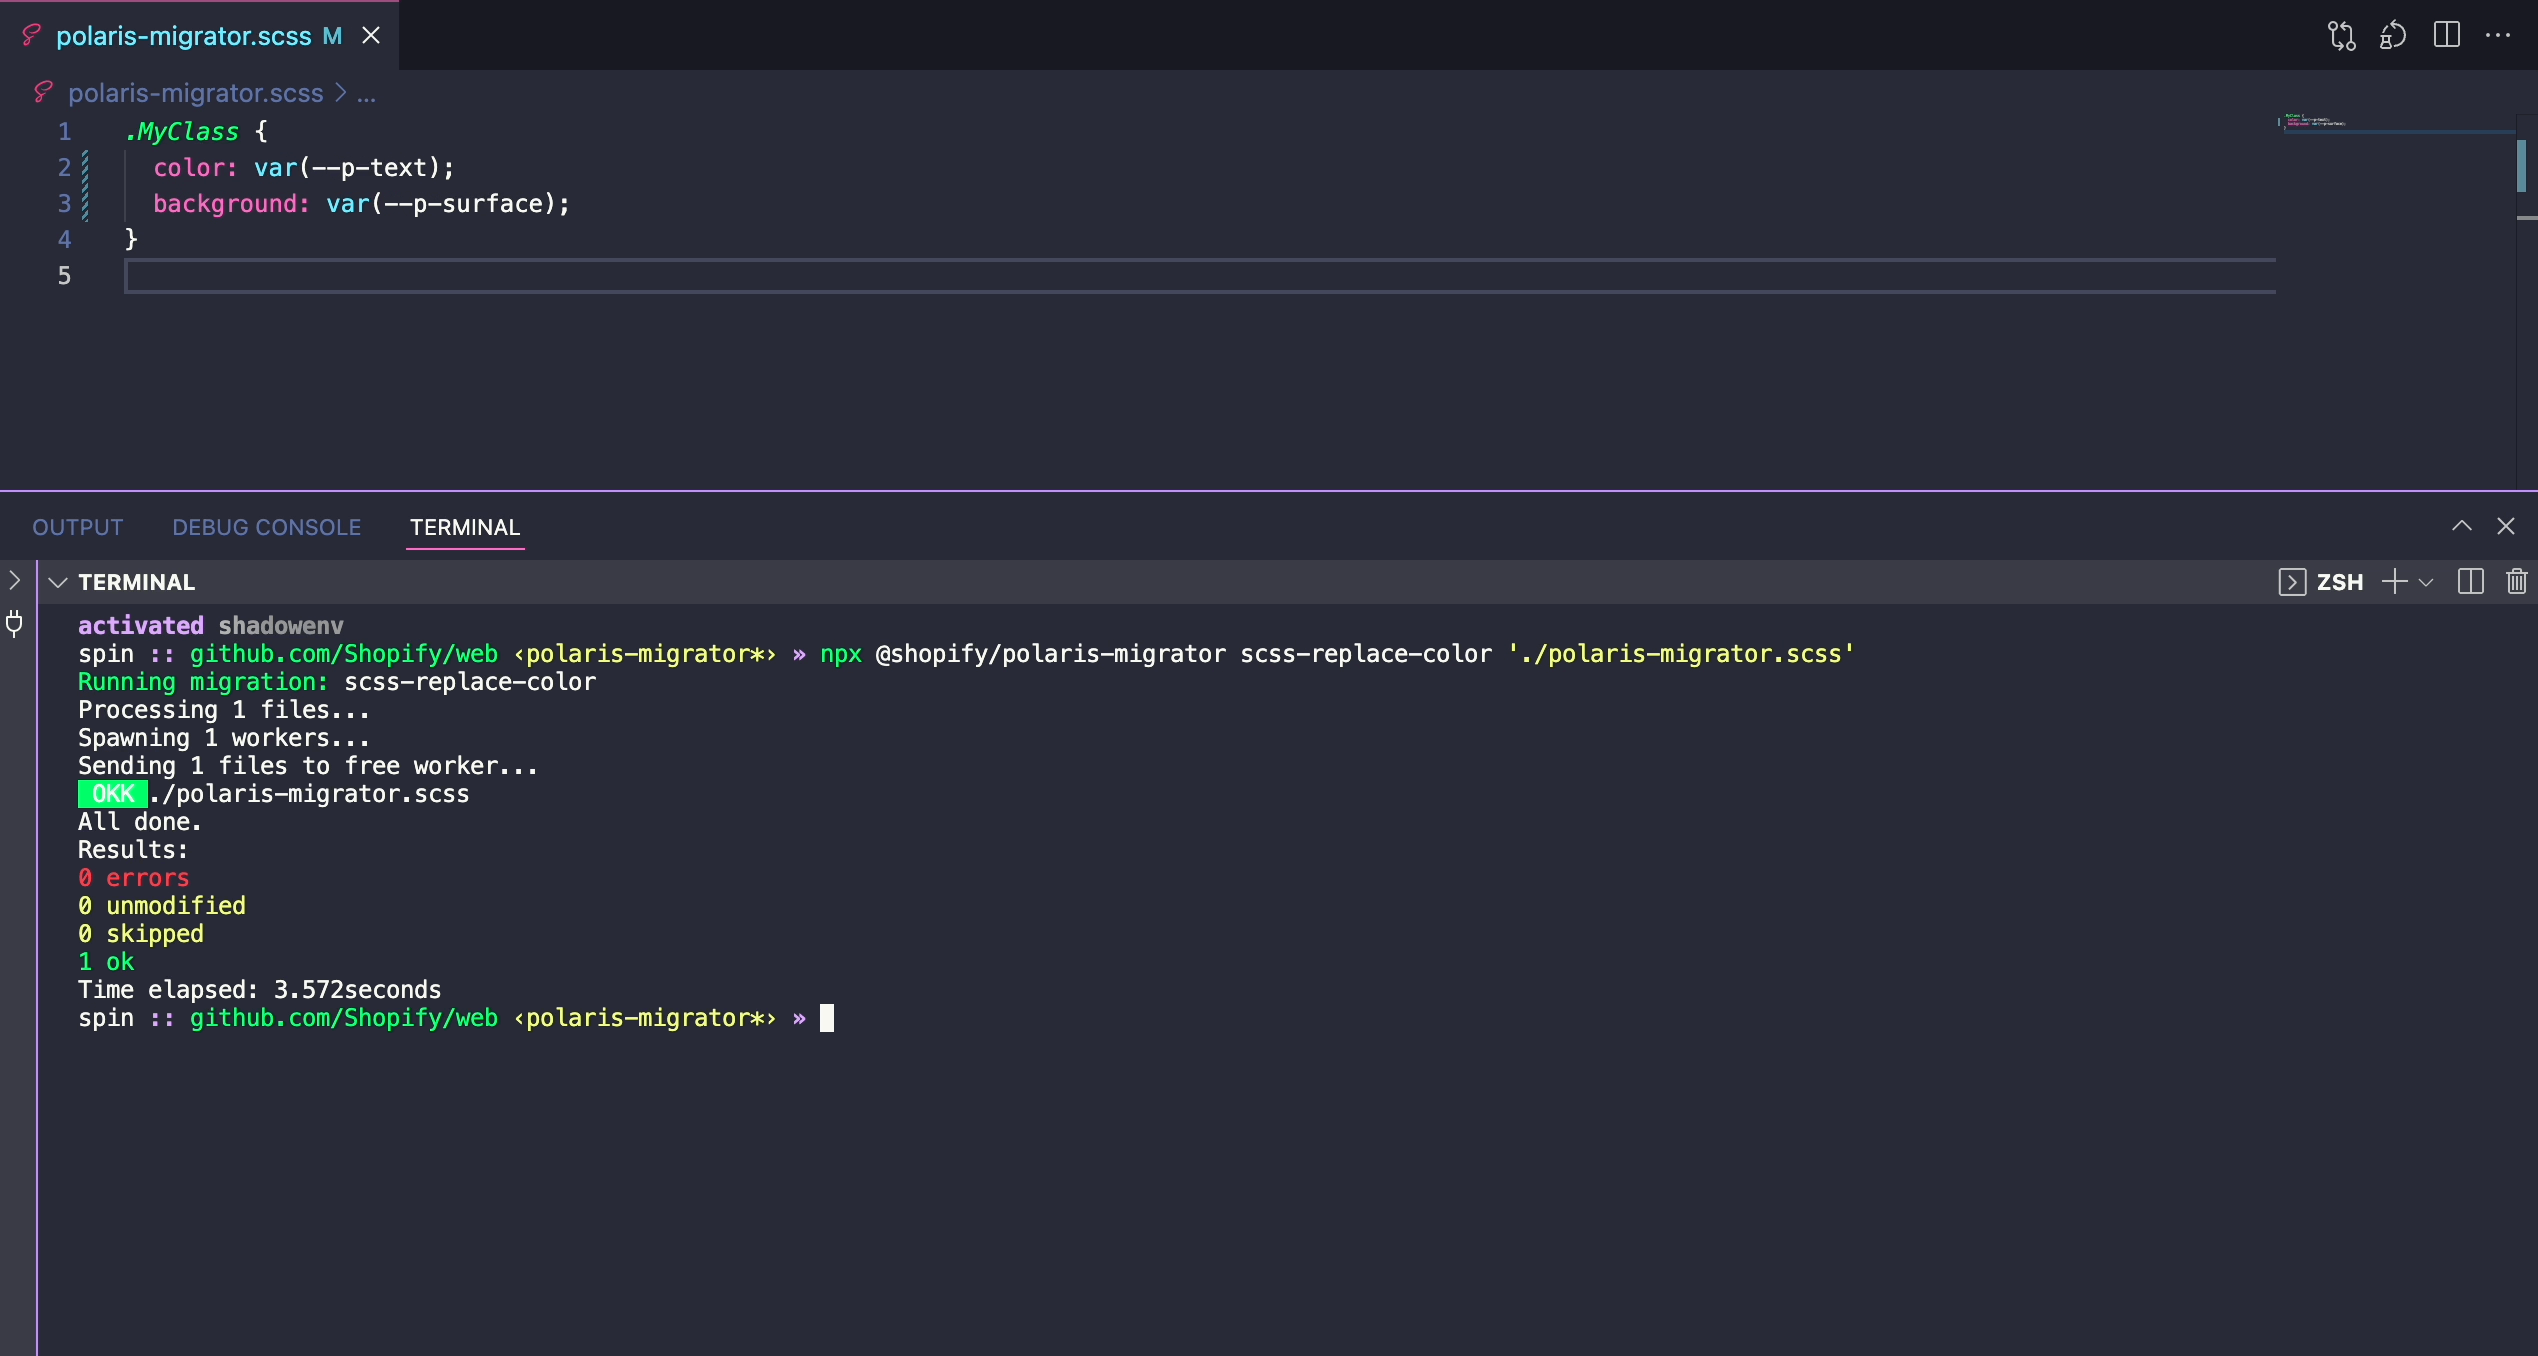 polaris-migrator.scss M
polaris-migrator.scss > ...
1 .MyClass {
2 color: var(--p-text);
3 background: var(--p-surface);
4 }
5
OUTPUT DEBUG CONSOLE TERMINAL
TERMINAL ZSH
activated shadowenv
spin :: github.com/Shopify/web ‹polaris-migrator*› » npx @shopify/polaris-migrator scss-replace-color './polaris-migrator.scss'
Running migration: scss-replace-color
Processing 1 files...
Spawning 1 workers...
Sending 1 files to free worker...
OKK ./polaris-migrator.scss
All done.
Results:
0 errors
0 unmodified
0 skipped
1 ok
Time elapsed: 3.572seconds
spin :: github.com/Shopify/web ‹polaris-migrator*› »